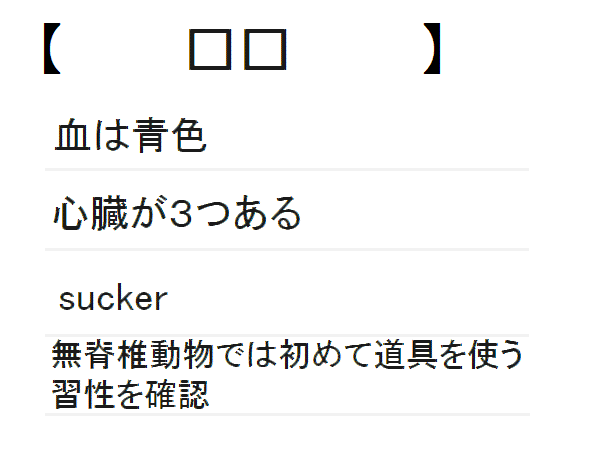 【 □□ 】
血は青色
心臓が3つある
sucker
無脊椎動物では初めて道具を使う
習性を確認